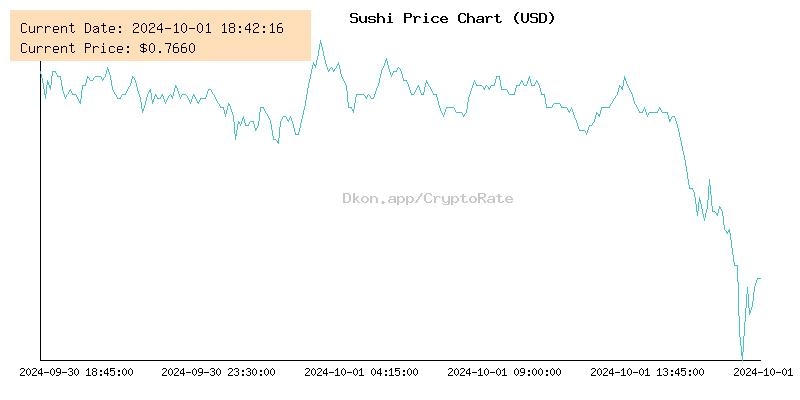 Sushi Price Chart (USD)
Current Date: 2024-10-01 18:42:16
Current Price: $0.7660
Dkon.app/CryptoRate
2024-09-30 18:45:00 2024-09-30 23:30:00 2024-10-01 04:15:00 2024-10-01 09:00:00 2024-10-01 13:45:00 2024-10-01